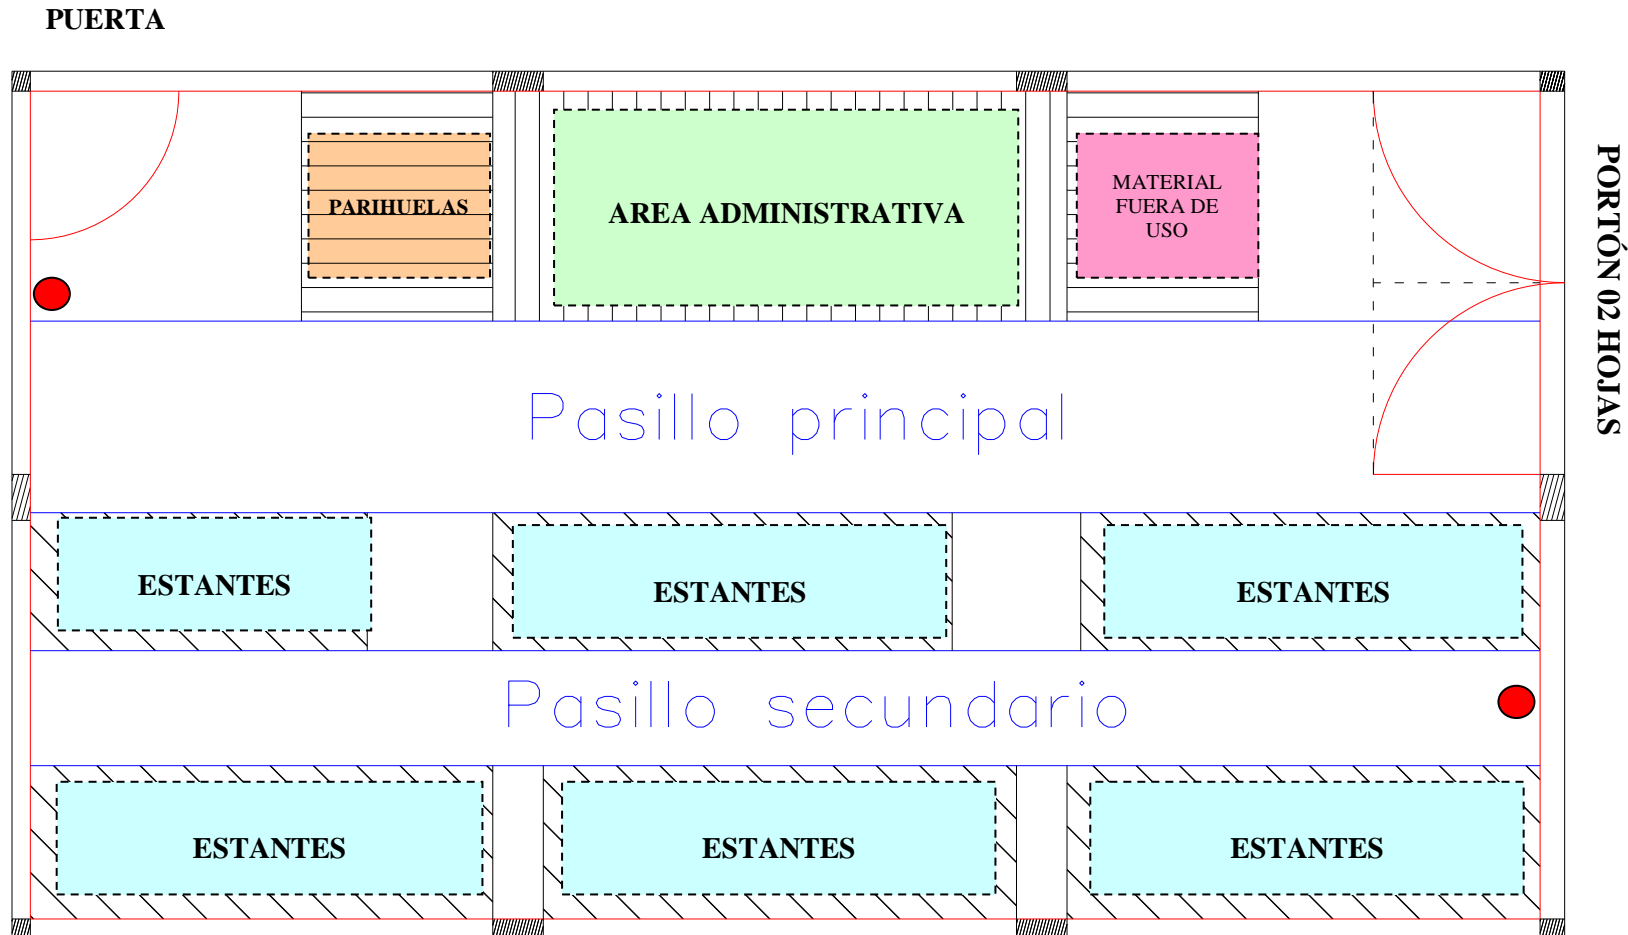 PUERTA
PARIHUELAS
AREA ADMINISTRATIVA
MATERIAL
FUERA DE
USO
PORTÓN 02 HOJAS
Pasillo principal
ESTANTES
ESTANTES
ESTANTES
Pasillo secundario
ESTANTES
ESTANTES
ESTANTES